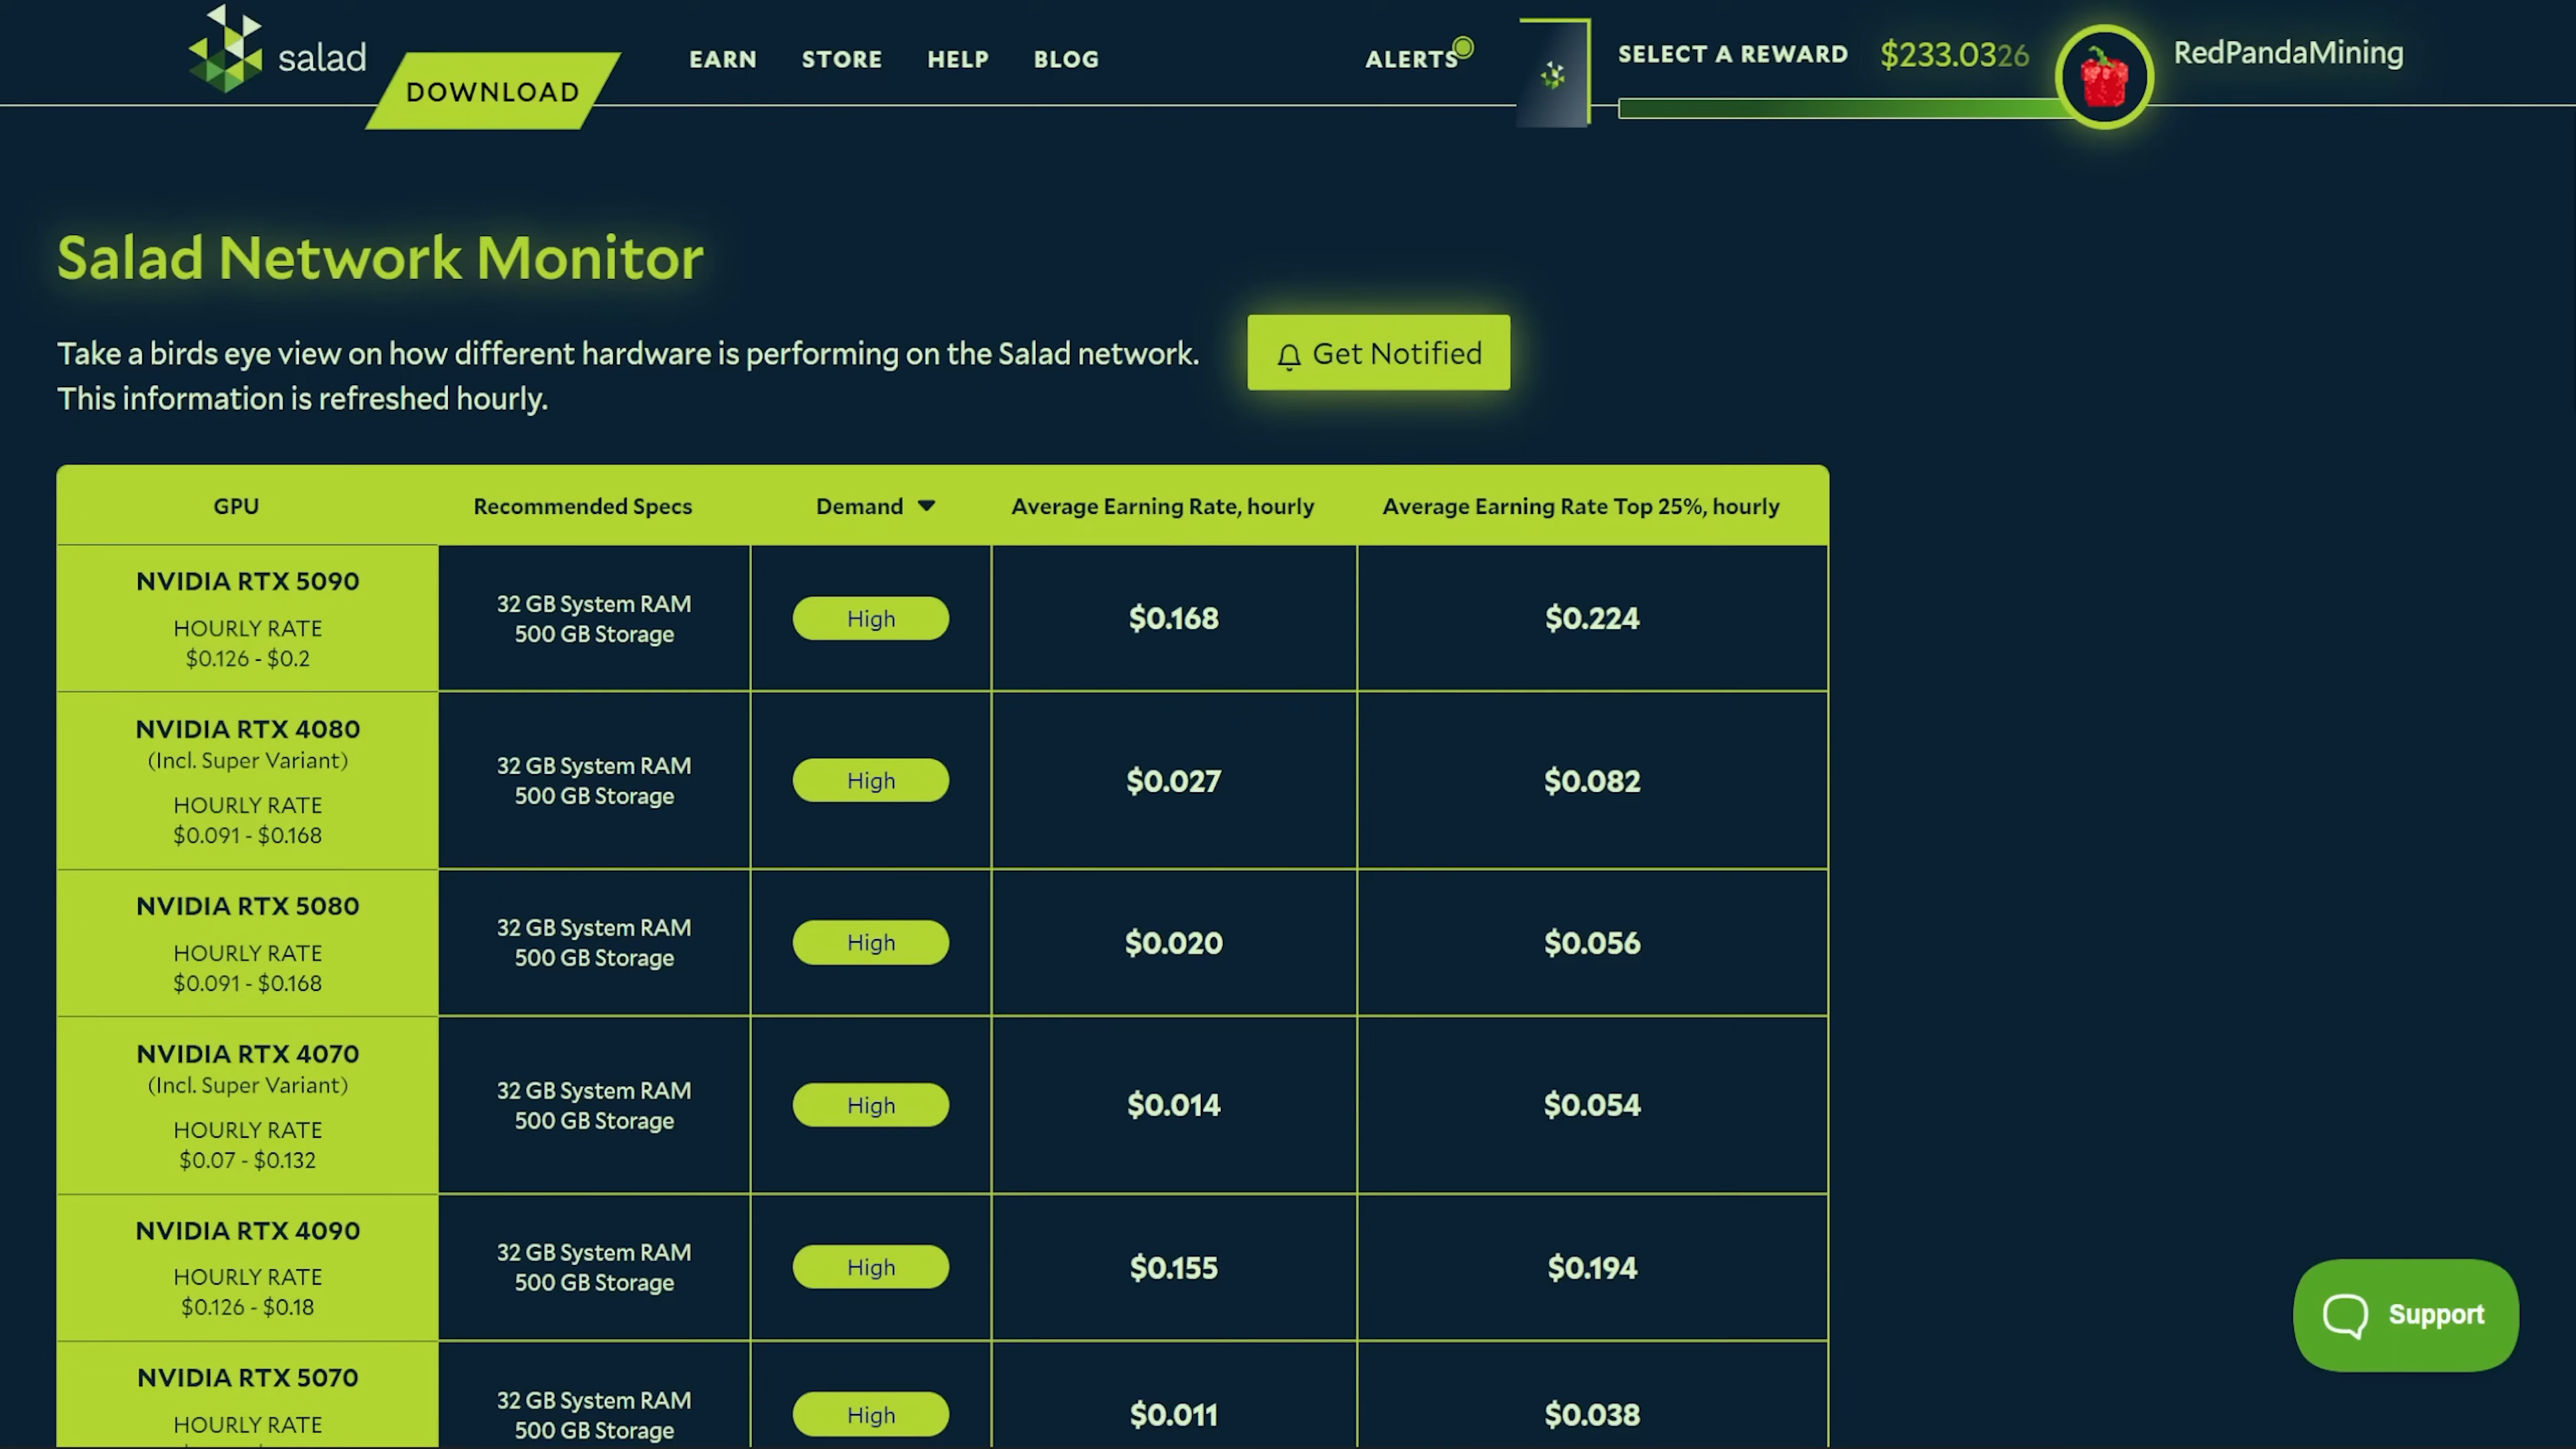 salad
DOWNLOAD
EARN
STORE
HELP
BLOG
ALERTS
SELECT A REWARD
$233.0326
RedPandaMining
Salad Network Monitor
Take a birds eye view on how different hardware is performing on the Salad network.
This information is refreshed hourly.
Get Notified
GPU
Recommended Specs
Demand
Average Earning Rate, hourly
Average Earning Rate Top 25%, hourly
NVIDIA RTX 5090
HOURLY RATE
$0.126 - $0.2
32 GB System RAM
500 GB Storage
High
$0.168
$0.224
NVIDIA RTX 4080
(Incl. Super Variant)
HOURLY RATE
$0.091 - $0.168
32 GB System RAM
500 GB Storage
High
$0.027
$0.082
NVIDIA RTX 5080
HOURLY RATE
$0.091 - $0.168
32 GB System RAM
500 GB Storage
High
$0.020
$0.056
NVIDIA RTX 4070
(Incl. Super Variant)
HOURLY RATE
$0.07 - $0.132
32 GB System RAM
500 GB Storage
High
$0.014
$0.054
NVIDIA RTX 4090
HOURLY RATE
$0.126 - $0.18
32 GB System RAM
500 GB Storage
High
$0.155
$0.194
NVIDIA RTX 5070
HOURLY RATE
32 GB System RAM
500 GB Storage
High
$0.011
$0.038
Support